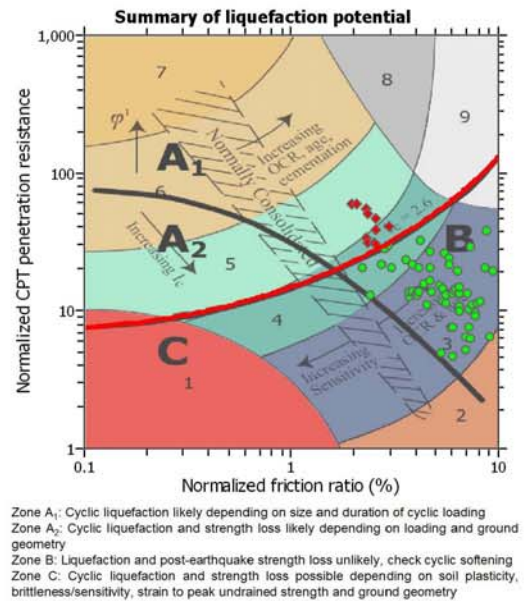 Summary of liquefaction potential
1,000
100
10
1
0.1
1
10
Normalized CPT penetration resistance
Normalized friction ratio (%)
7
8
9
φ'
A1
6
A2
5
4
B
3
C
1
2
Normally Consolidated
Increasing
OCR, age,
cementation
Increasing Ic
= 2.6
Increasing
Sensitivity
OCR &
Zone A1: Cyclic liquefaction likely depending on size and duration of cyclic loading
Zone A2: Cyclic liquefaction and strength loss likely depending on loading and ground
geometry
Zone B: Liquefaction and post-earthquake strength loss unlikely, check cyclic softening
Zone C: Cyclic liquefaction and strength loss possible depending on soil plasticity,
brittleness/sensitivity, strain to peak undrained strength and ground geometry